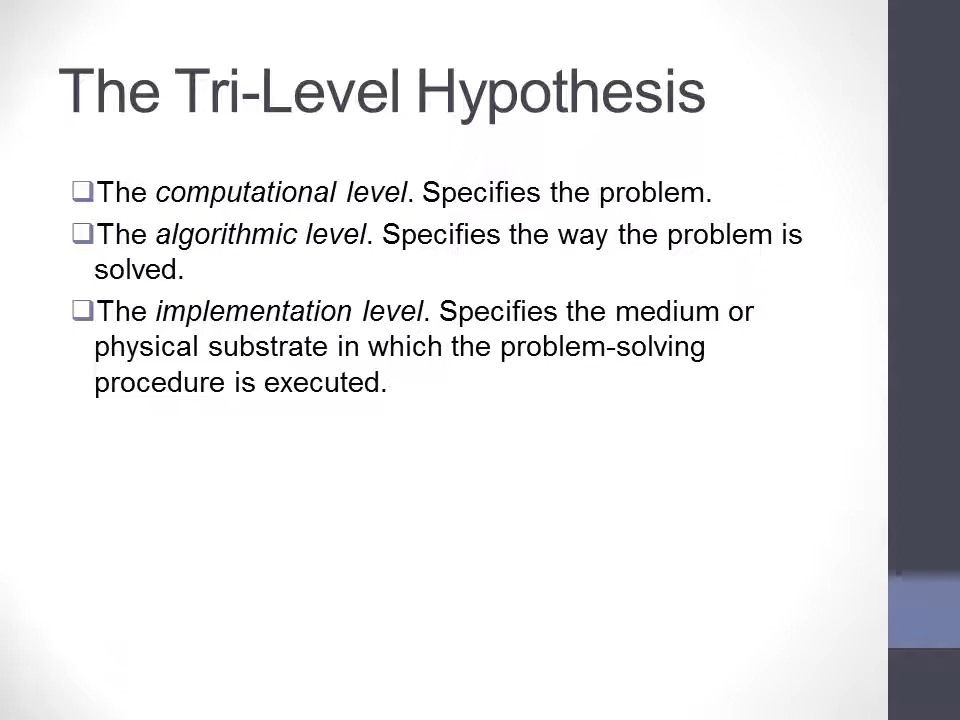 The Tri-Level Hypothesis
The computational level. Specifies the problem.
The algorithmic level. Specifies the way the problem is
solved.
The implementation level. Specifies the medium or
physical substrate in which the problem-solving
procedure is executed.